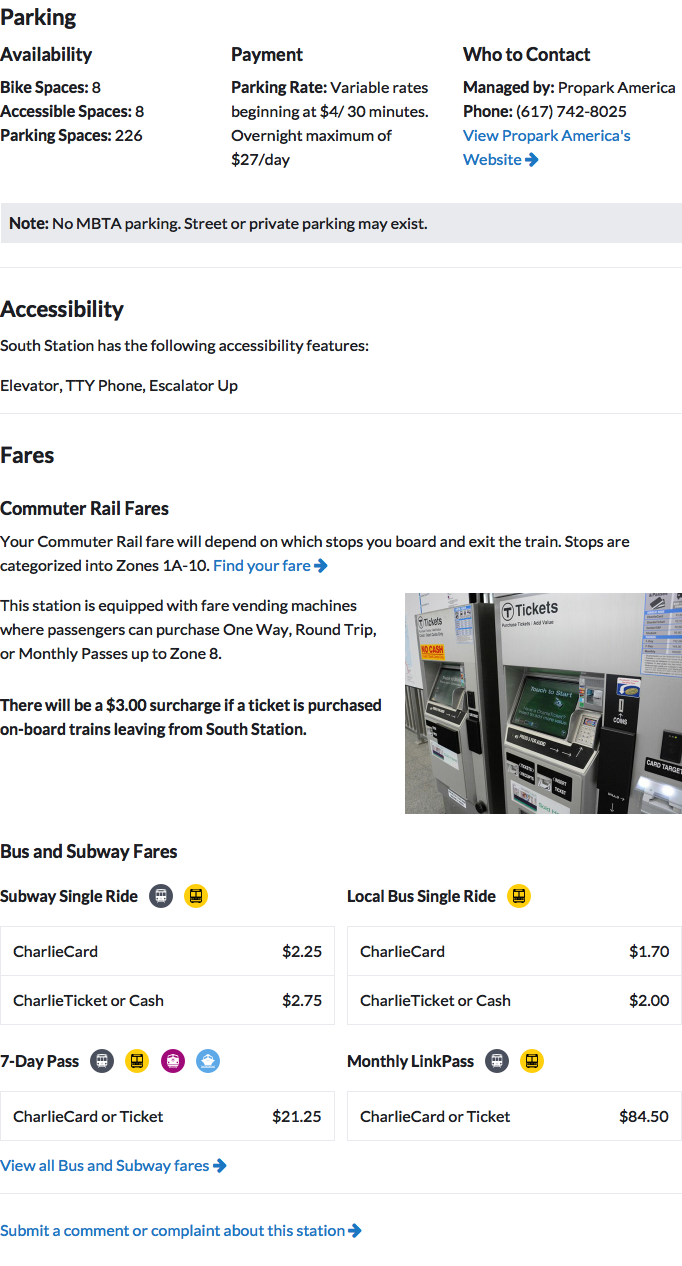 Parking
Availability
Bike Spaces: 8
Accessible Spaces: 8
Parking Spaces: 226
Payment
Parking Rate: Variable rates
beginning at $4/ 30 minutes.
Overnight maximum of
$27/day
Who to Contact
Managed by: Propark America
Phone: (617) 742-8025
View Propark America's
Website
Note: No MBTA parking. Street or private parking may exist.
Accessibility
South Station has the following accessibility features:
Elevator, TTY Phone, Escalator Up
Fares
Commuter Rail Fares
Your Commuter Rail fare will depend on which stops you board and exit the train. Stops are
categorized into Zones 1A-10. Find your fare
This station is equipped with fare vending machines
where passengers can purchase One Way, Round Trip,
or Monthly Passes up to Zone 8.
There will be a $3.00 surcharge if a ticket is purchased
on-board trains leaving from South Station.
Tickets
NO CASH
T Tickets
Purchase Tickets - Add Value
Touch to Start
COINS
CARD TARGET
Bus and Subway Fares
Subway Single Ride
CharlieCard $2.25
CharlieTicket or Cash $2.75
Local Bus Single Ride
CharlieCard $1.70
CharlieTicket or Cash $2.00
7-Day Pass
CharlieCard or Ticket $21.25
Monthly LinkPass
CharlieCard or Ticket $84.50
View all Bus and Subway fares
Submit a comment or complaint about this station